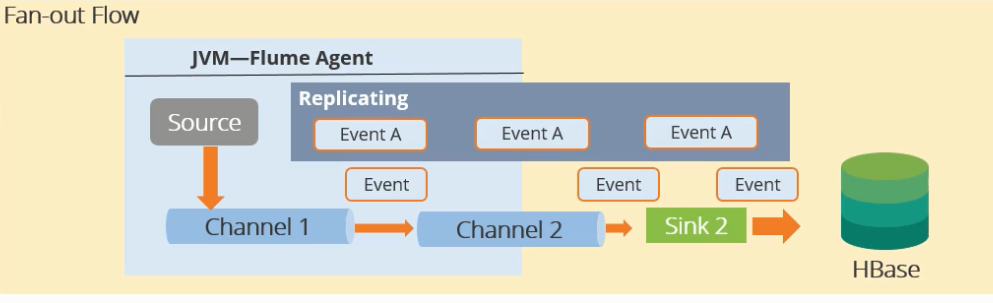 Fan-out Flow
JVM—Flume Agent
Replicating
Source
Event A
Event A
Event A
Event
Event
Event
Channel 1
Channel 2
Sink 2
HBase